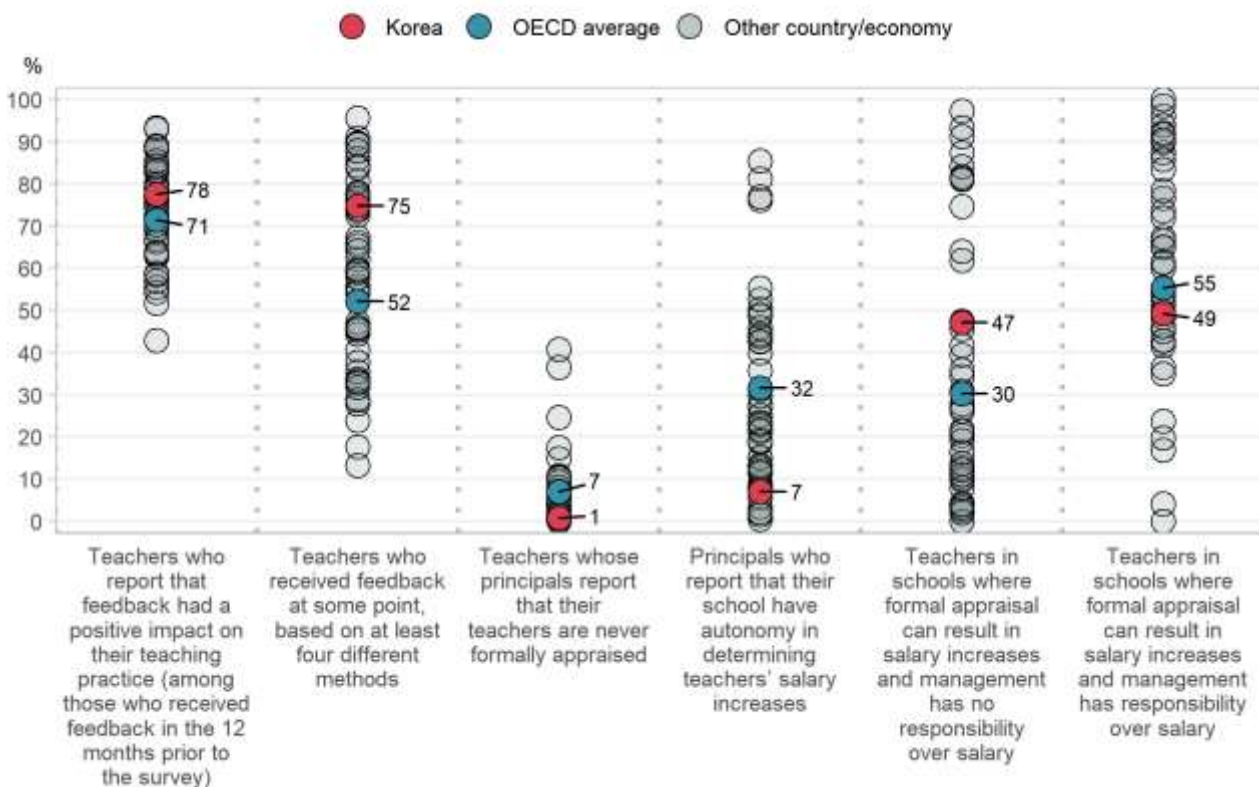 Korea OECD average Other country/economy
%
100
90
80
70
60
50
40
30
20
10
0
78
71
75
52
7
1
32
7
47
30
55
49
Teachers who
report that
feedback had a
positive impact on
their teaching
practice (among
those who received
feedback in the 12
months prior to
the survey)
Teachers who
received feedback
at some point,
based on at least
four different
methods
Teachers whose
principals report
that their
teachers are never
formally appraised
Principals who
report that their
school have
autonomy in
determining
teachers' salary
increases
Teachers in
schools where
formal appraisal
can result in
salary increases
and management
has no
responsibility
over salary
Teachers in
schools where
formal appraisal
can result in
salary increases
and management
has responsibility
over salary